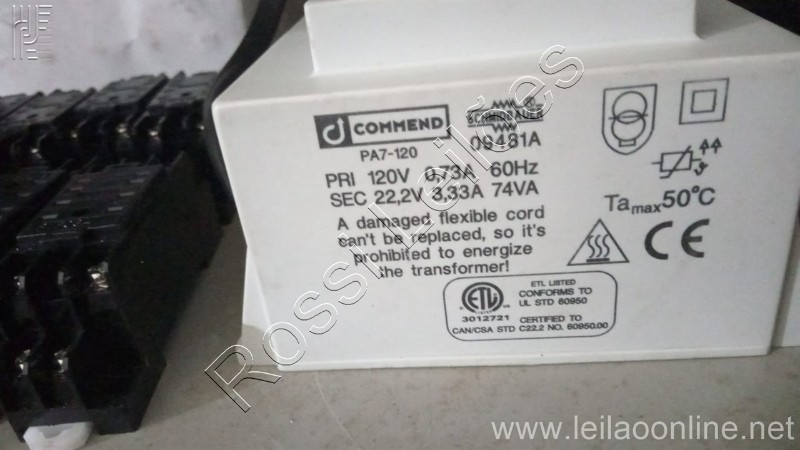 COMMEND
PA7-120
09481A
PRI 120V 0,73A 60Hz
SEC 22,2V 3,33A 74VA
A damaged flexible cord
can't be replaced, so it's
prohibited to energize
the transformer!
Ta max 50°C
CE
ETL
3012721
ETL LISTED
CONFORMS TO
UL STD 60950
CERTIFIED TO
CAN/CSA STD C22.2 NO. 60950.00
Rossi Leilões
www.leilaoonline.net